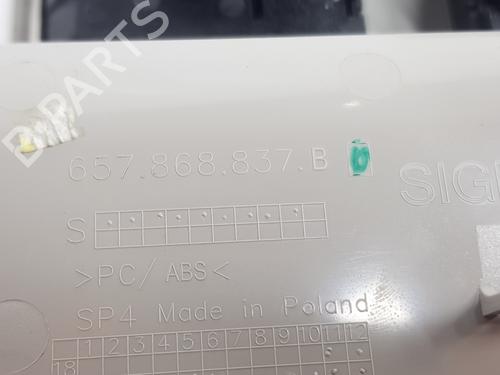 B-PARTS
657.868.837.B 0
S
>PC/ABS<
SP4 Made in Poland
1 2 3 4 5 6 7 8 9 10 11 12
18